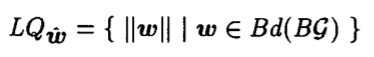 LQ_ŵ = { ||w|| | w ∈ Bd(B𝒢) }